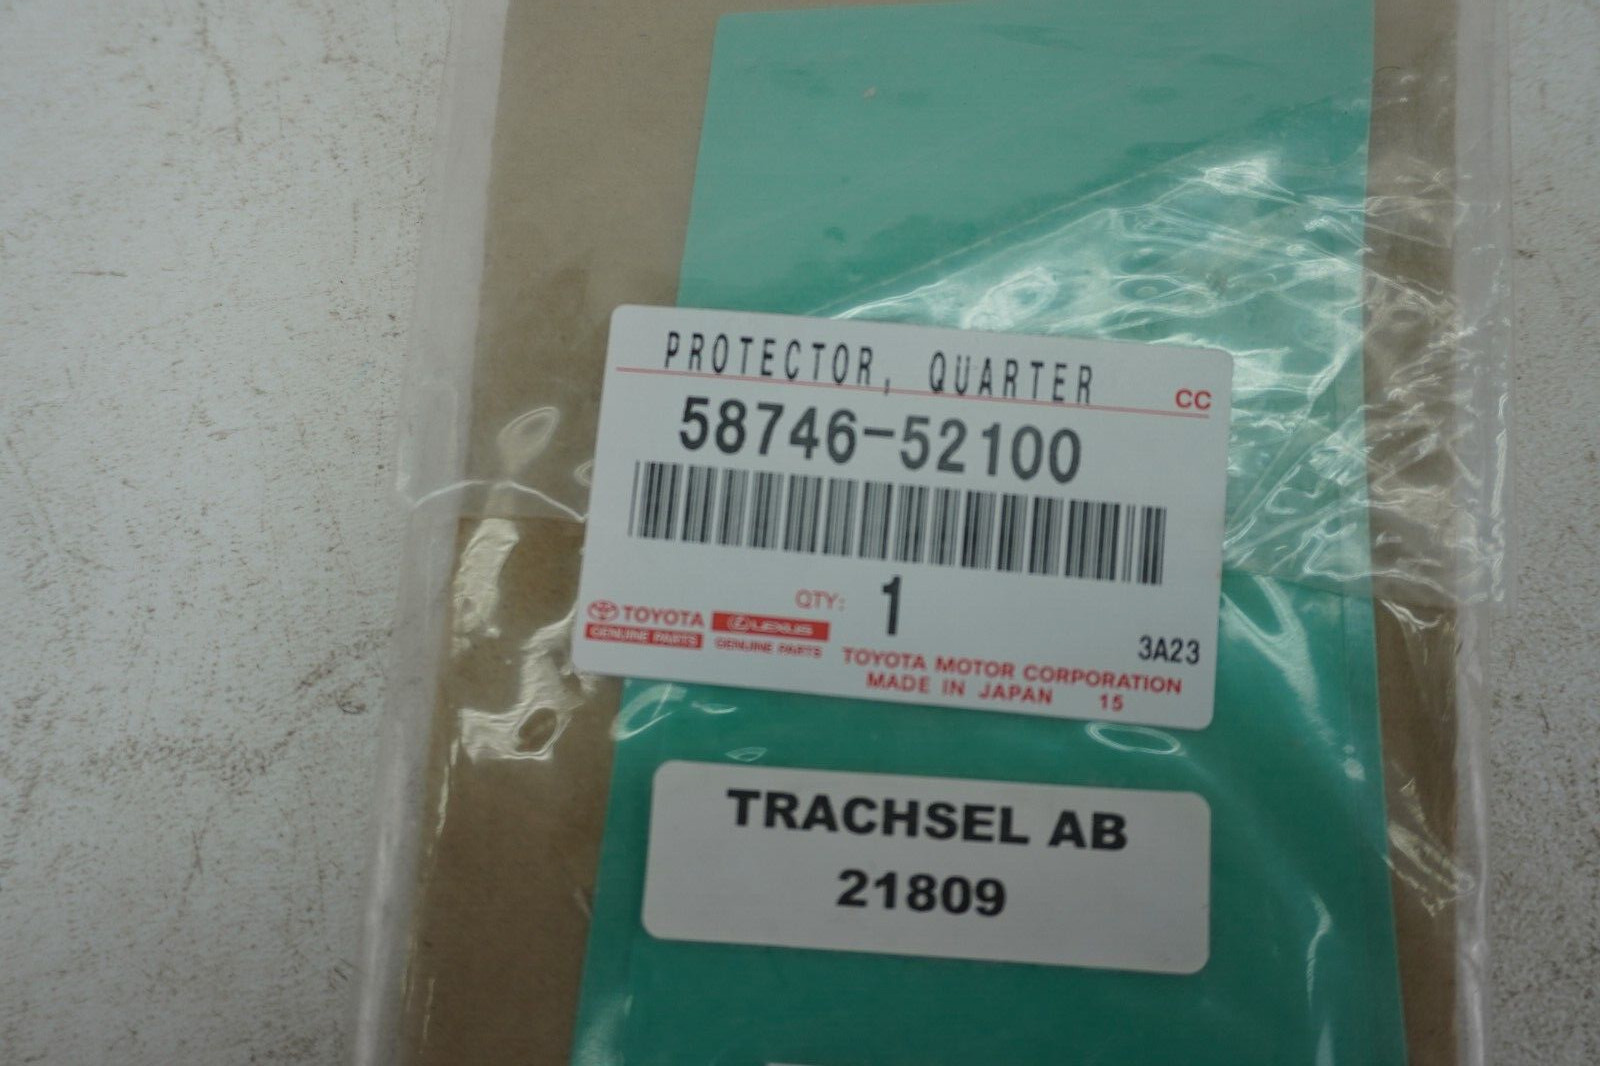 PROTECTOR, QUARTER
CC
58746-52100
QTY: 1
TOYOTA
GENUINE PARTS
LEXUS
GENUINE PARTS
3A23
TOYOTA MOTOR CORPORATION
MADE IN JAPAN 15
TRACHSEL AB
21809